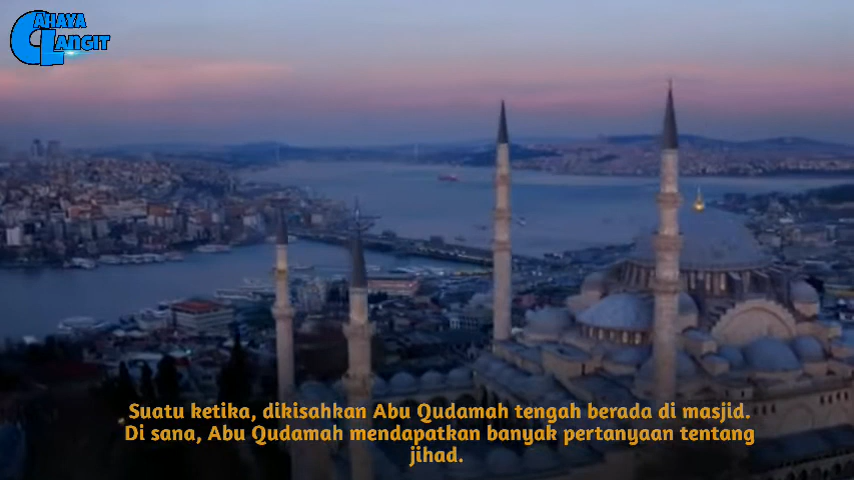 CAHAYA
LANGIT
Suatu ketika, dikisahkan Abu Qudamah tengah berada di masjid.
Di sana, Abu Qudamah mendapatkan banyak pertanyaan tentang
jihad.